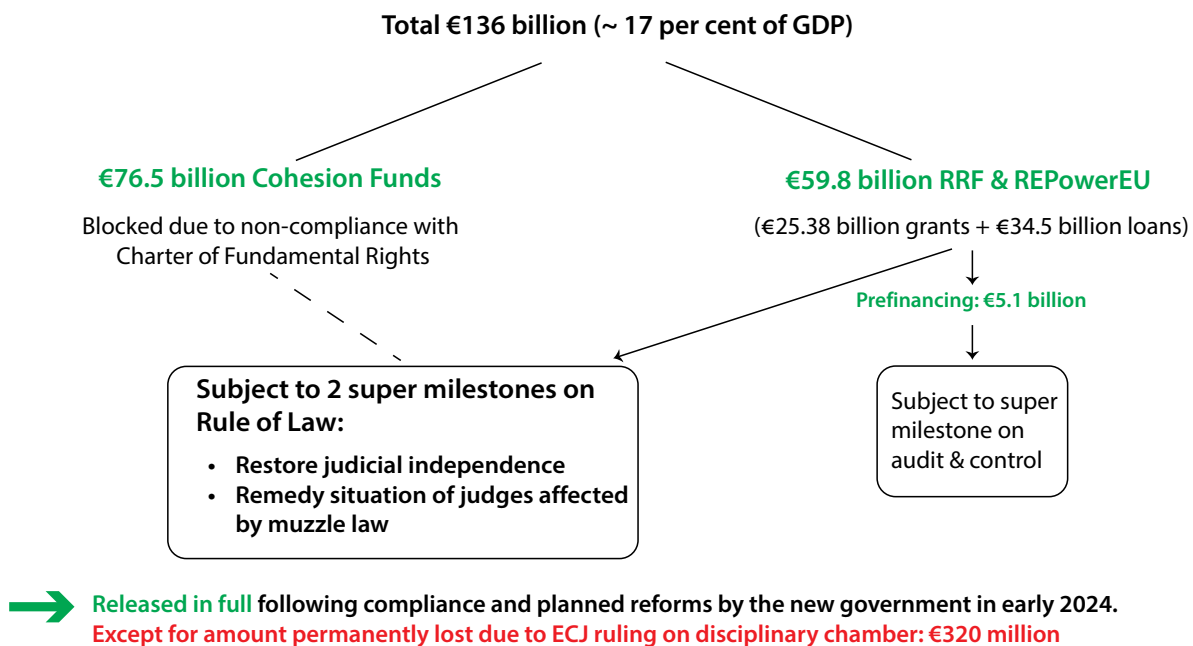 Total €136 billion (~ 17 per cent of GDP)
€76.5 billion Cohesion Funds
Blocked due to non-compliance with
Charter of Fundamental Rights
€59.8 billion RRF & REPowerEU
(€25.38 billion grants + €34.5 billion loans)
Prefinancing: €5.1 billion
Subject to 2 super milestones on
Rule of Law:
• Restore judicial independence
• Remedy situation of judges affected
by muzzle law
Subject to super
milestone on
audit & control
Released in full following compliance and planned reforms by the new government in early 2024.
Except for amount permanently lost due to ECJ ruling on disciplinary chamber: €320 million